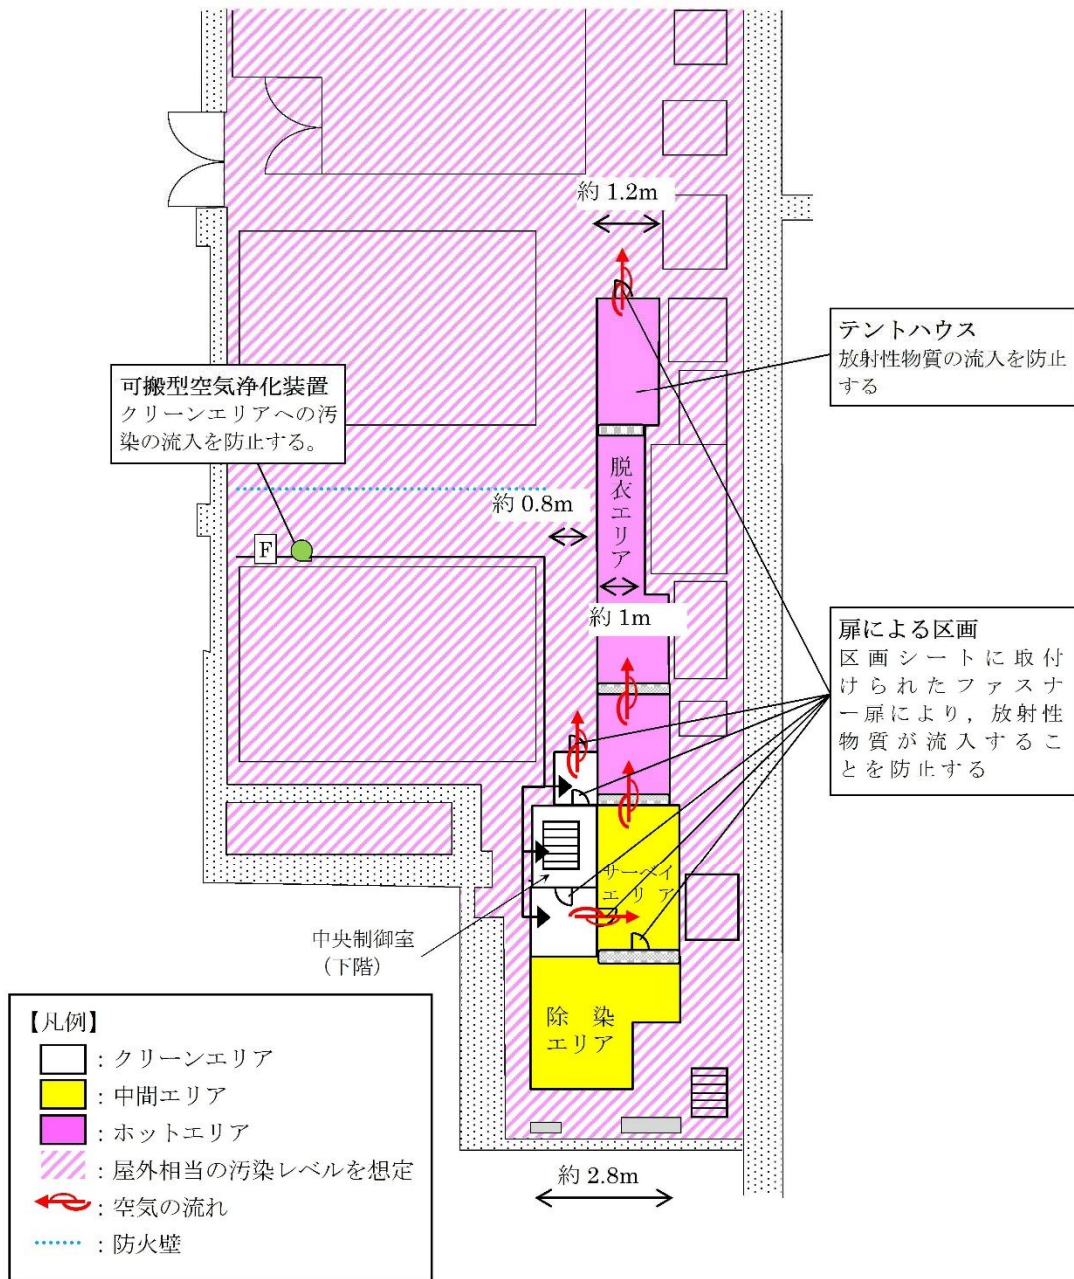 約 1.2m
テントハウス
放射性物質の流入を防止
する
可搬型空気浄化装置
クリーンエリアへの汚
染の流入を防止する。
脱衣エリア
約 0.8m
F
約 1m
扉による区画
区画シートに取付
けられたファスナ
ー扉により，放射性
物質が流入するこ
とを防止する
サーベイ
エリア
中央制御室
（下階）
除染
エリア
【凡例】
：クリーンエリア
：中間エリア
：ホットエリア
：屋外相当の汚染レベルを想定
：空気の流れ
：防火壁
約 2.8m